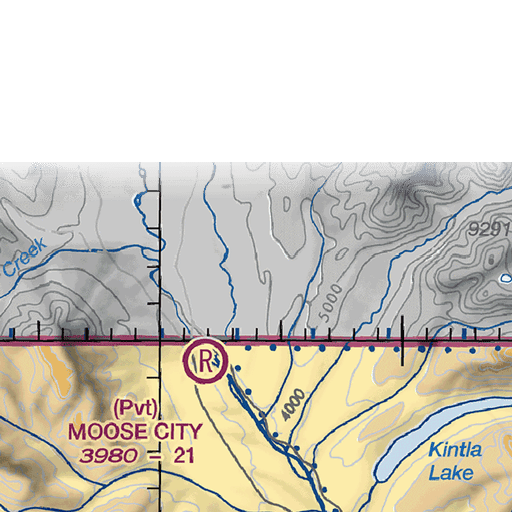 9291
Creek
5000
R
4000
(Pvt)
MOOSE CITY
3980 - 21
Kintla
Lake